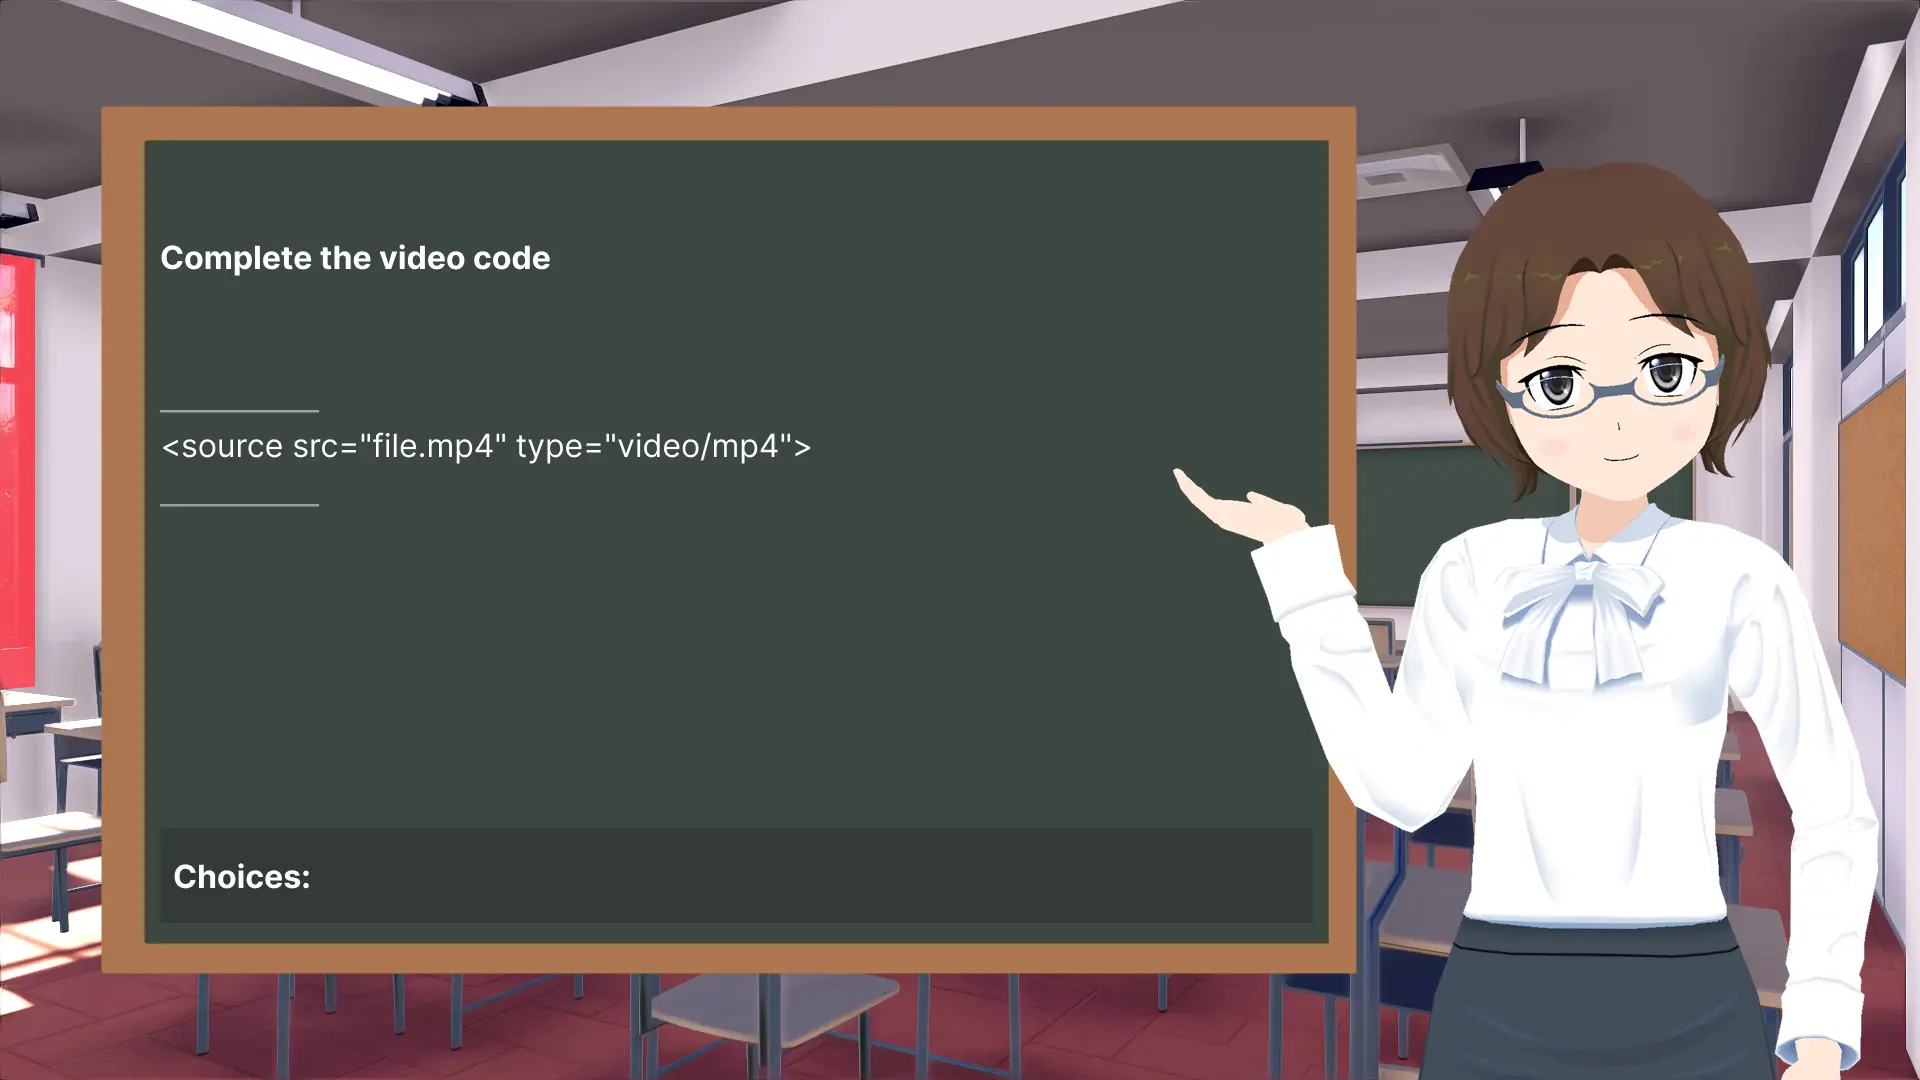 Complete the video code
<source src="file.mp4" type="video/mp4">
Choices: